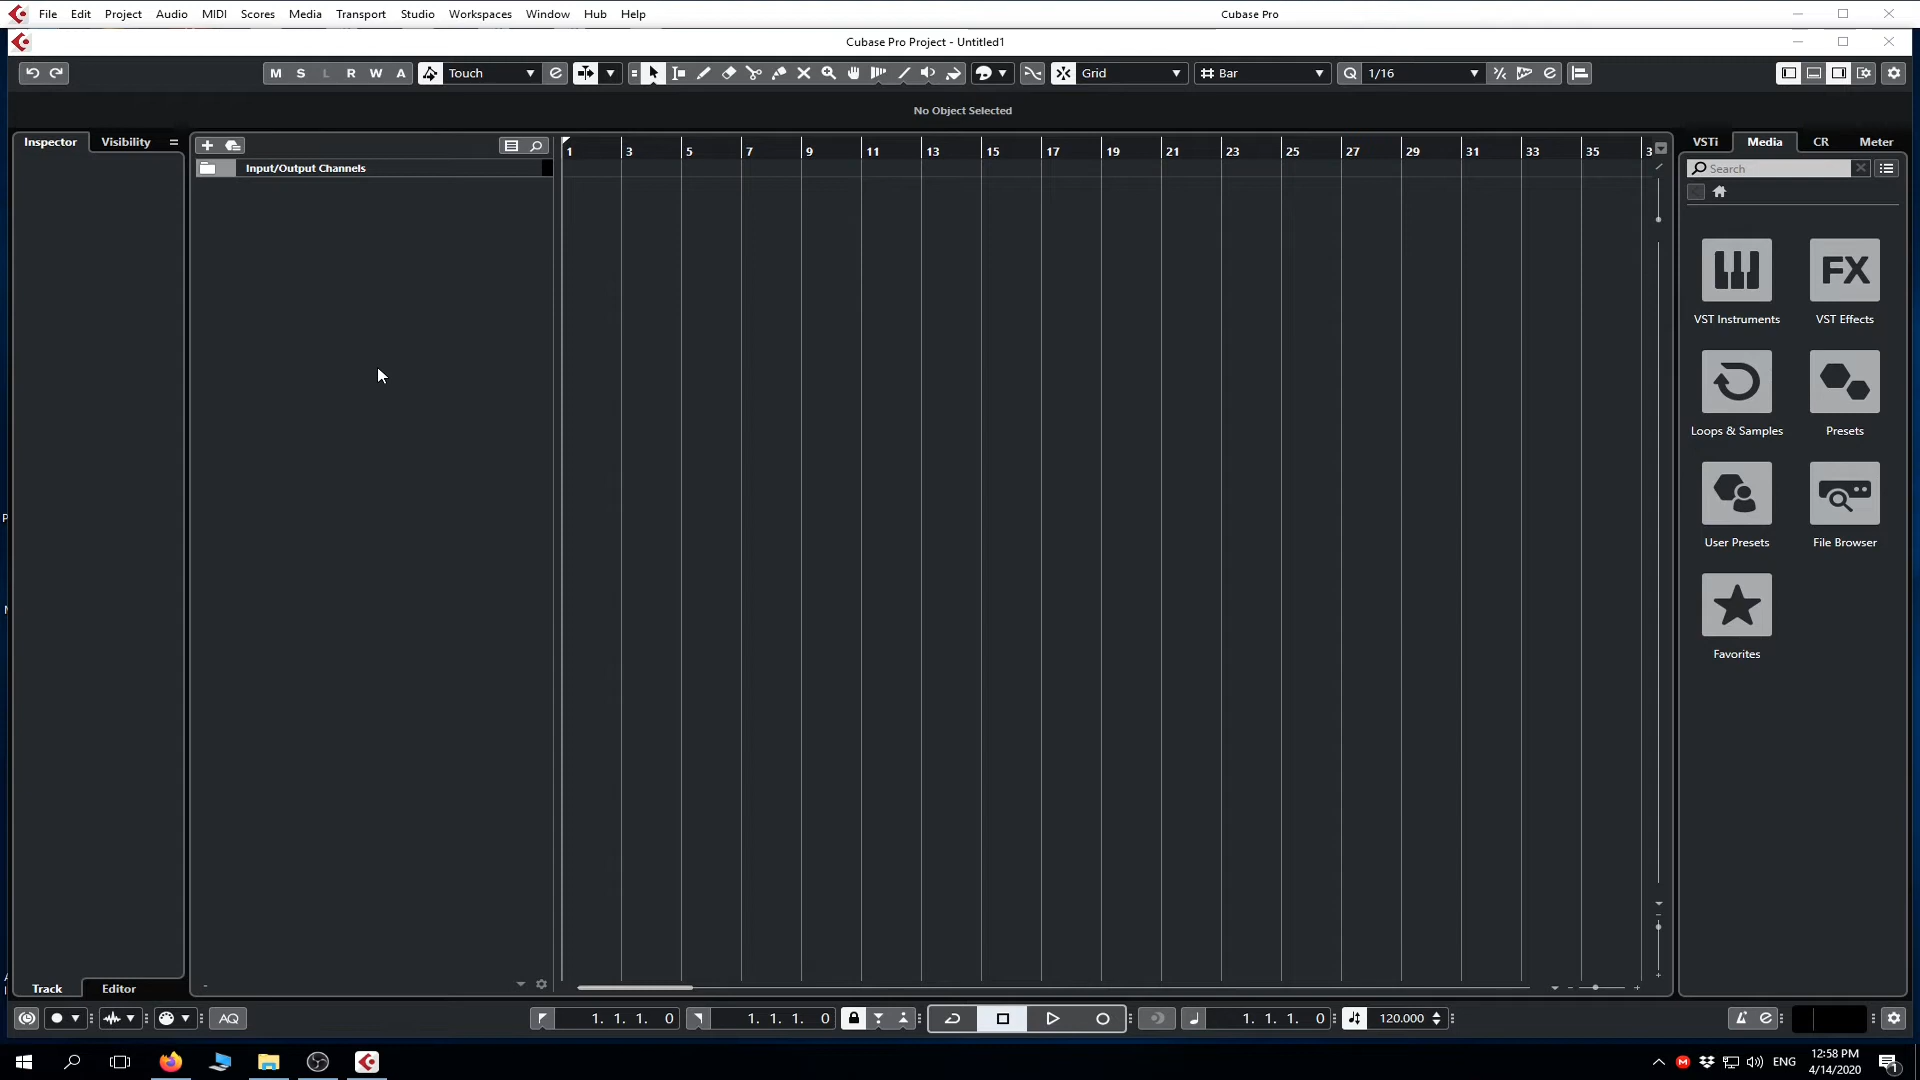 File Edit Project Audio MIDI Scores Media Transport Studio Workspaces Window Hub Help Cubase Pro
Cubase Pro Project - Untitled1
M S L R W A Touch Grid Bar Q 1/16
No Object Selected
Inspector Visibility
1 3 5 7 9 11 13 15 17 19 21 23 25 27 29 31 33 35 3
VSTi Media CR Meter
Input/Output Channels
Search
VST Instruments
FX
VST Effects
Loops & Samples
Presets
User Presets
File Browser
Favorites
Track Editor
AQ 1. 1. 1. 0 1. 1. 1. 0 1. 1. 1. 0 120.000
ENG
12:58 PM
4/14/2020
1